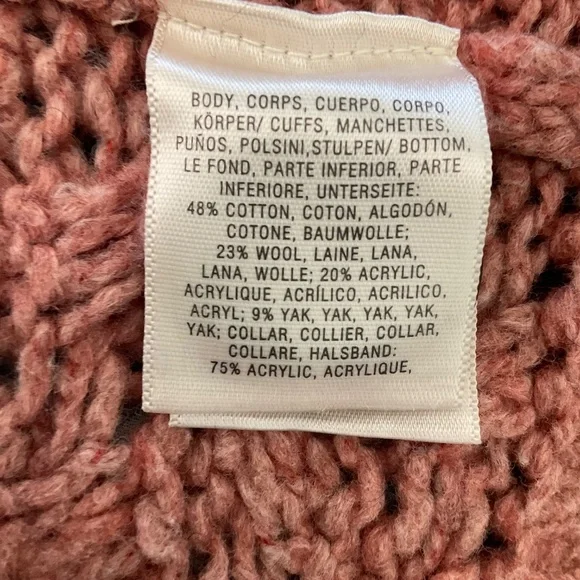 BODY, CORPS, CUERPO, CORPO,
KÖRPER/ CUFFS, MANCHETTES,
PUÑOS, POLSINI,STULPEN/ BOTTOM,
LE FOND, PARTE INFERIOR, PARTE
INFERIORE, UNTERSEITE:
48% COTTON, COTON, ALGODÓN,
COTONE, BAUMWOLLE;
23% WOOL, LAINE, LANA,
LANA, WOLLE; 20% ACRYLIC,
ACRYLIQUE, ACRÍLICO, ACRILICO,
ACRYL; 9% YAK, YAK, YAK, YAK,
YAK; COLLAR, COLLIER, COLLAR,
COLLARE, HALSBAND:
75% ACRYLIC, ACRYLIQUE,